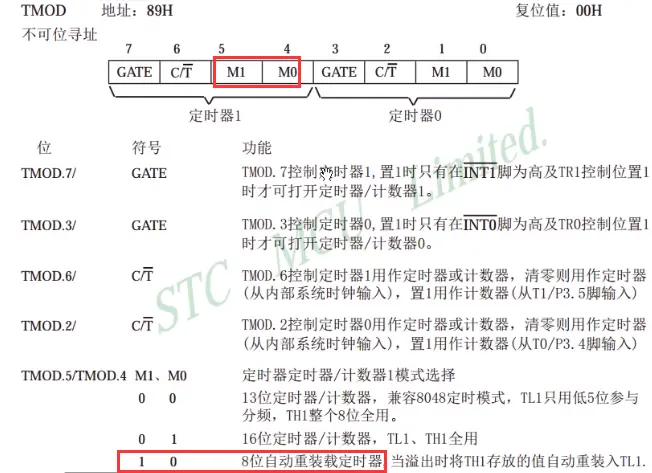 TMOD 地址: 89H 复位值: 00H
不可位寻址
7 6 5 4 3 2 1 0
GATE C/T̅ M1 M0 GATE C/T̅ M1 M0
定时器1 定时器0
位 符号 功能
TMOD.7/ GATE TMOD.7控制定时器1,置1时只有在I̅N̅T̅1̅脚为高及TR1控制位置1
时才可打开定时器/计数器1。
TMOD.3/ GATE TMOD.3控制定时器0,置1时只有在I̅N̅T̅0̅脚为高及TR0控制位置1
时才可打开定时器/计数器0。
TMOD.6/ C/T̅ TMOD.6控制定时器1用作定时器或计数器，清零则用作定时器
(从内部系统时钟输入)，置1用作计数器(从T1/P3.5脚输入)
TMOD.2/ C/T̅ TMOD.2控制定时器0用作定时器或计数器，清零则用作定时器
(从内部系统时钟输入)，置1用作计数器(从T0/P3.4脚输入)
TMOD.5/TMOD.4 M1、M0 定时器定时器/计数器1模式选择
0 0 13位定时器/计数器，兼容8048定时模式，TL1只用低5位参与
分频，TH1整个8位全用。
0 1 16位定时器/计数器，TL1、TH1全用
1 0 8位自动重装载定时器 当溢出时将TH1存放的值自动重装入TL1.
STC MCU Limited.